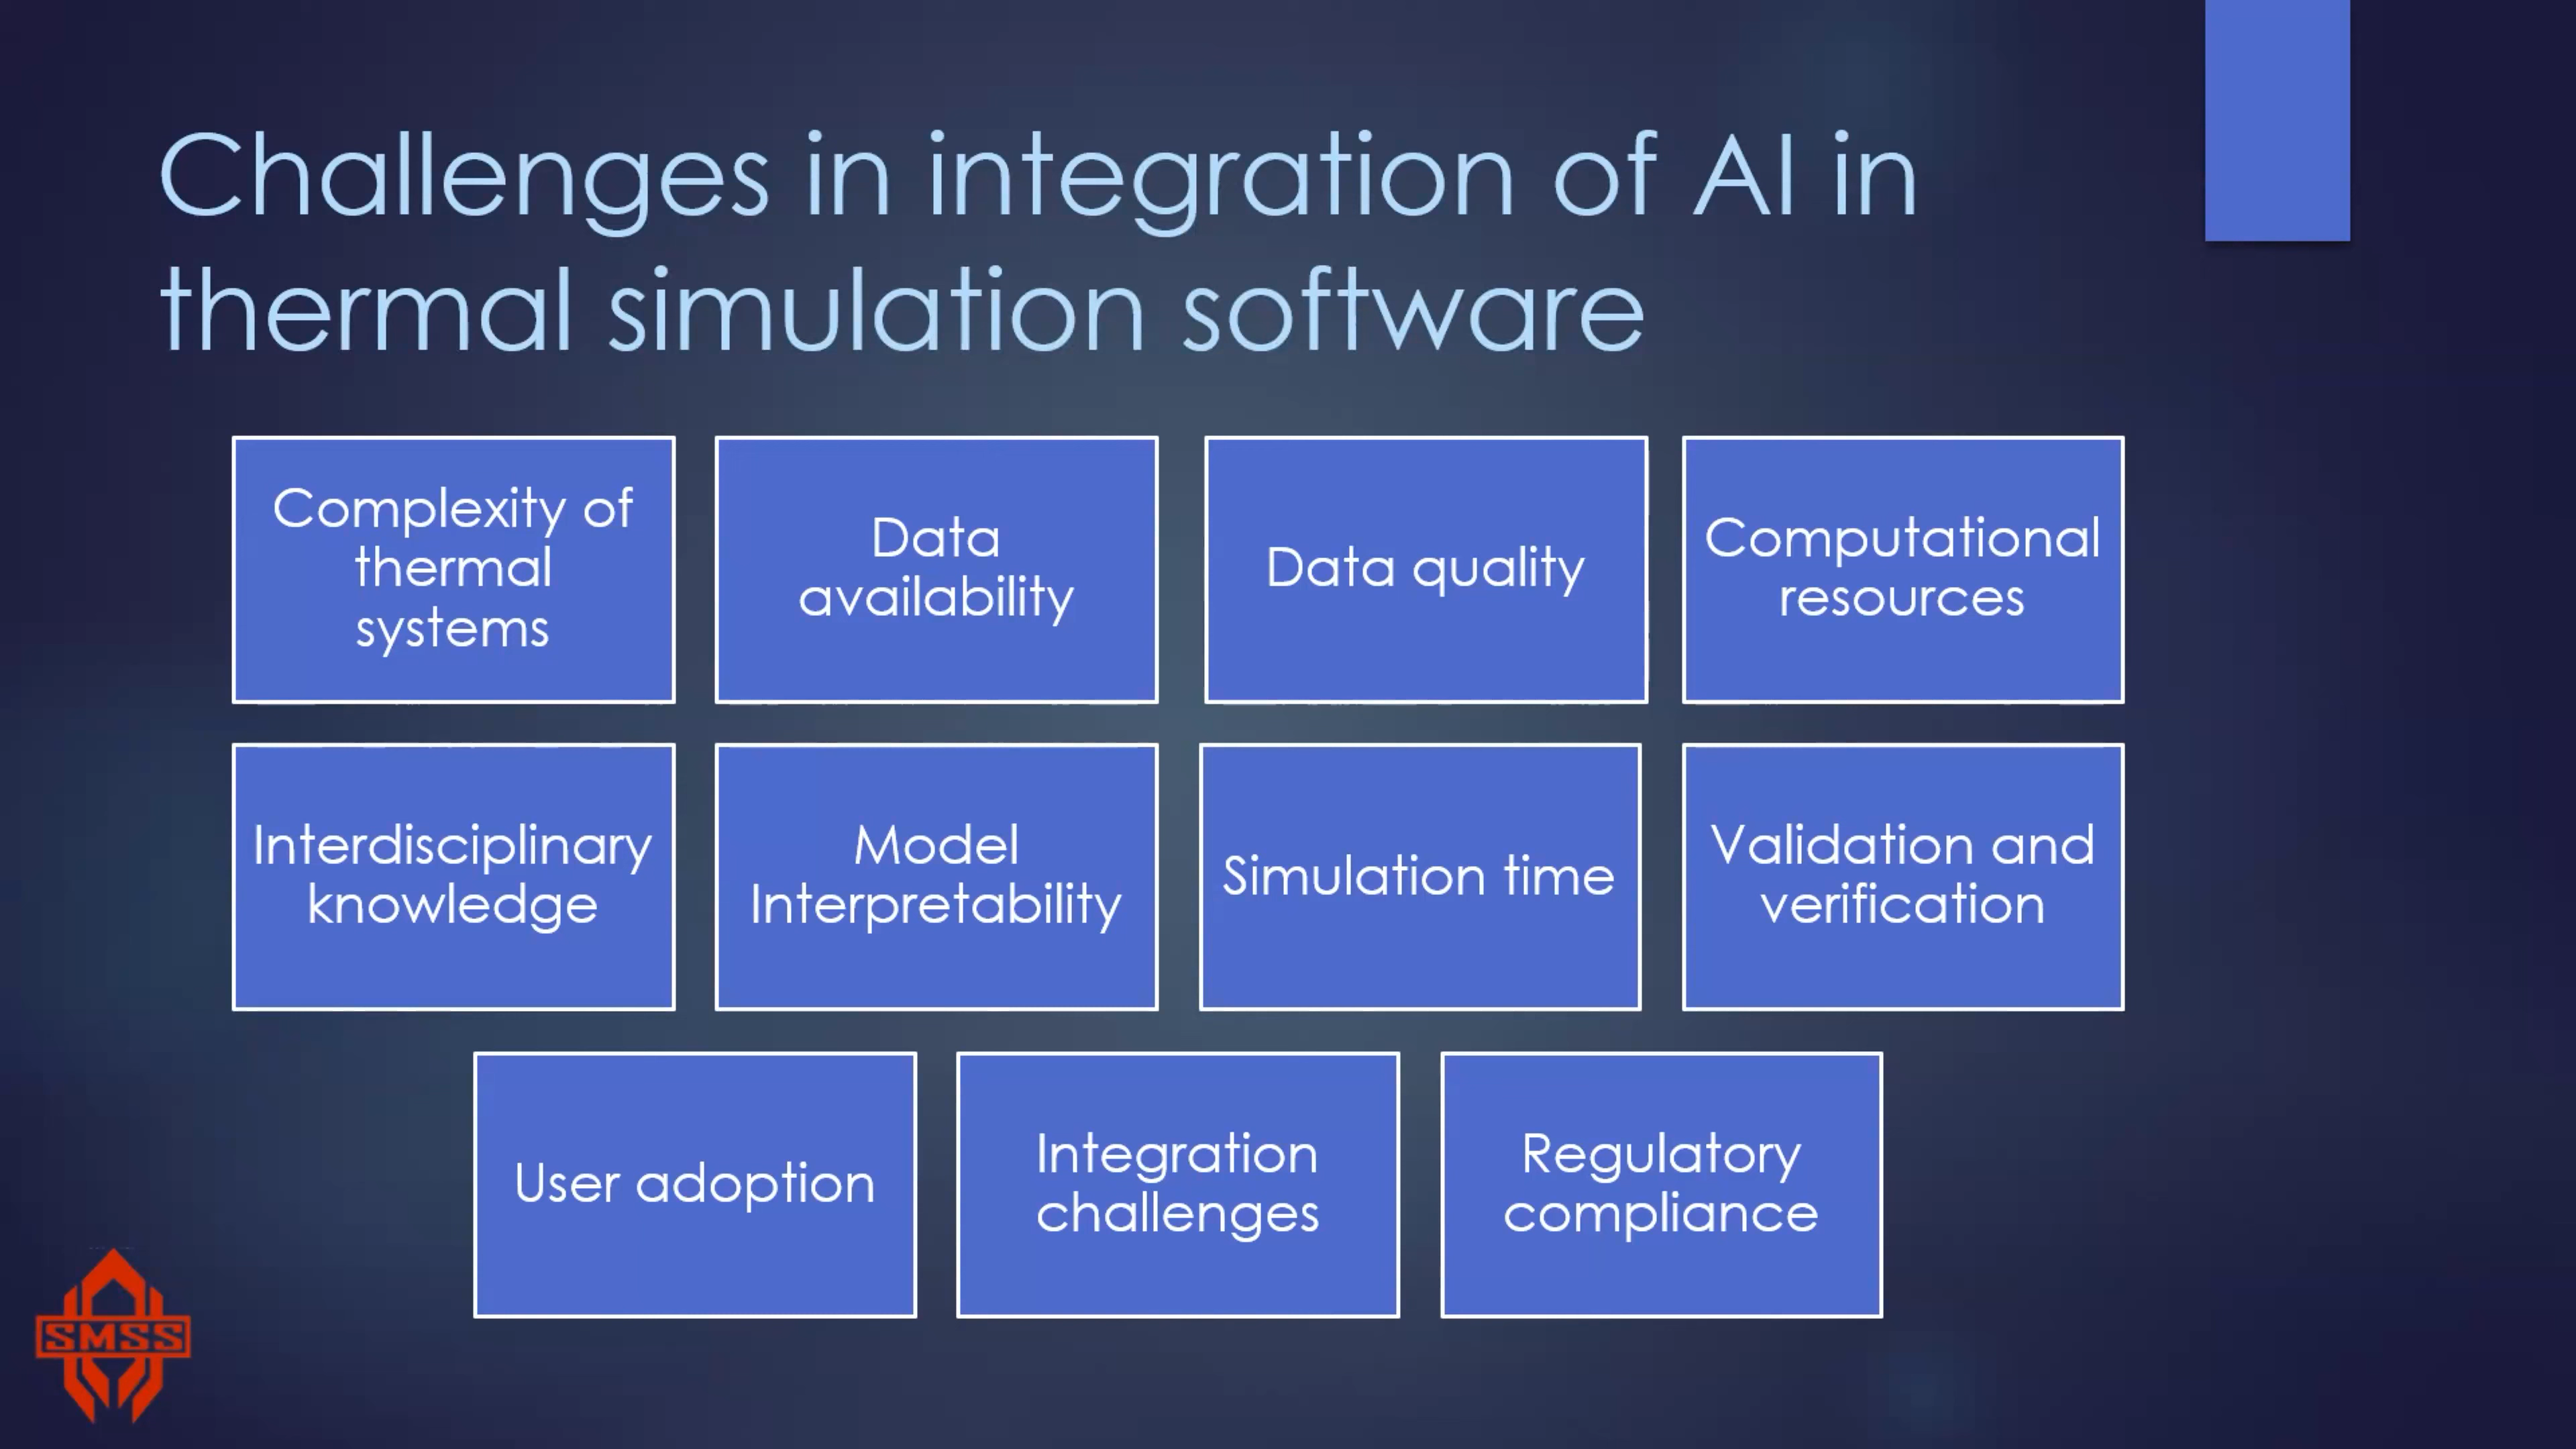 Challenges in integration of AI in
thermal simulation software
Complexity of
thermal
systems
Data
availability
Data quality
Computational
resources
Interdisciplinary
knowledge
Model
Interpretability
Simulation time
Validation and
verification
User adoption
Integration
challenges
Regulatory
compliance
SMSS